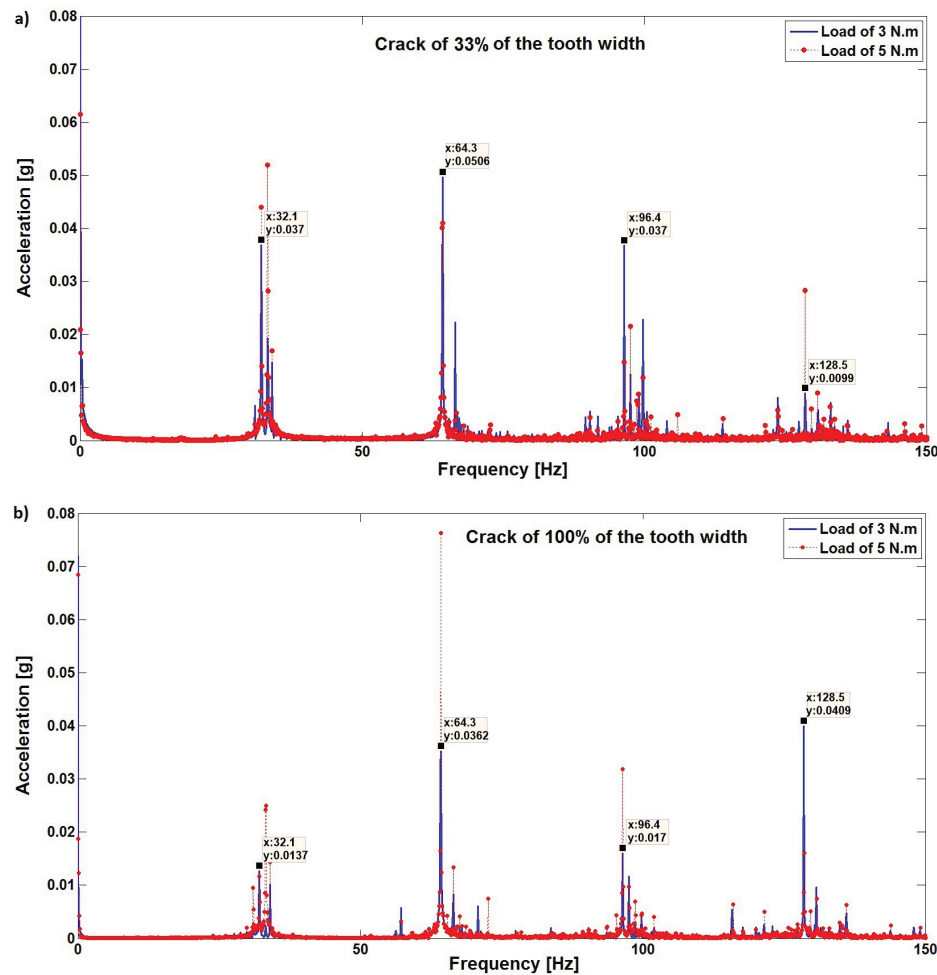 a)
Crack of 33% of the tooth width
Load of 3 N.m
Load of 5 N.m
0.08
0.07
0.06
0.05
0.04
0.03
0.02
0.01
0
Acceleration [g]
x:32.1
y:0.037
x:64.3
y:0.0506
x:96.4
y:0.037
x:128.5
y:0.0099
0
50
100
150
Frequency [Hz]
b)
Crack of 100% of the tooth width
Load of 3 N.m
Load of 5 N.m
0.08
0.07
0.06
0.05
0.04
0.03
0.02
0.01
0
Acceleration [g]
x:32.1
y:0.0137
x:64.3
y:0.0362
x:96.4
y:0.017
x:128.5
y:0.0409
0
50
100
150
Frequency [Hz]